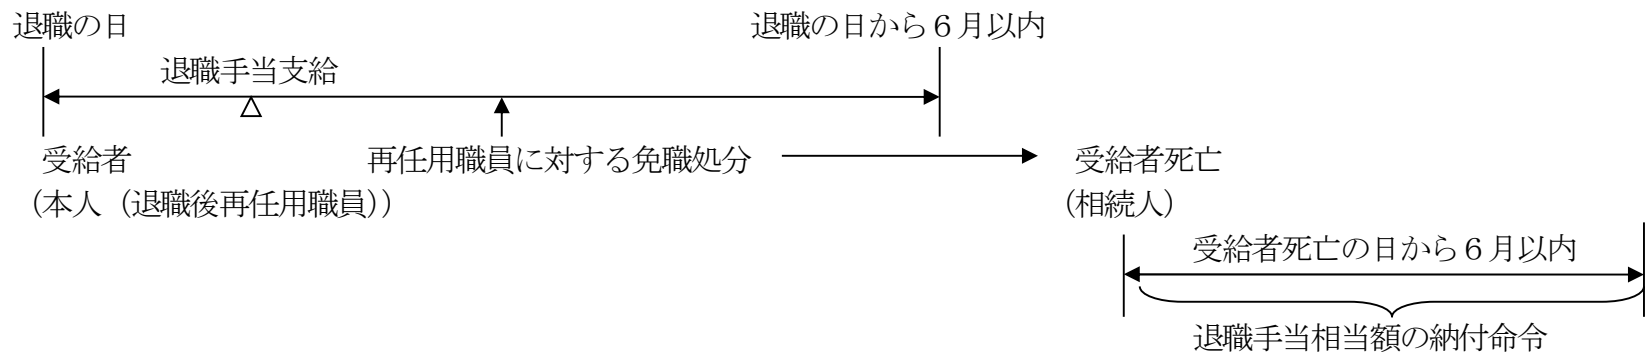 退職の日
退職の日から6月以内
退職手当支給
受給者
再任用職員に対する免職処分
受給者死亡
(本人(退職後再任用職員))
(相続人)
受給者死亡の日から6月以内
退職手当相当額の納付命令